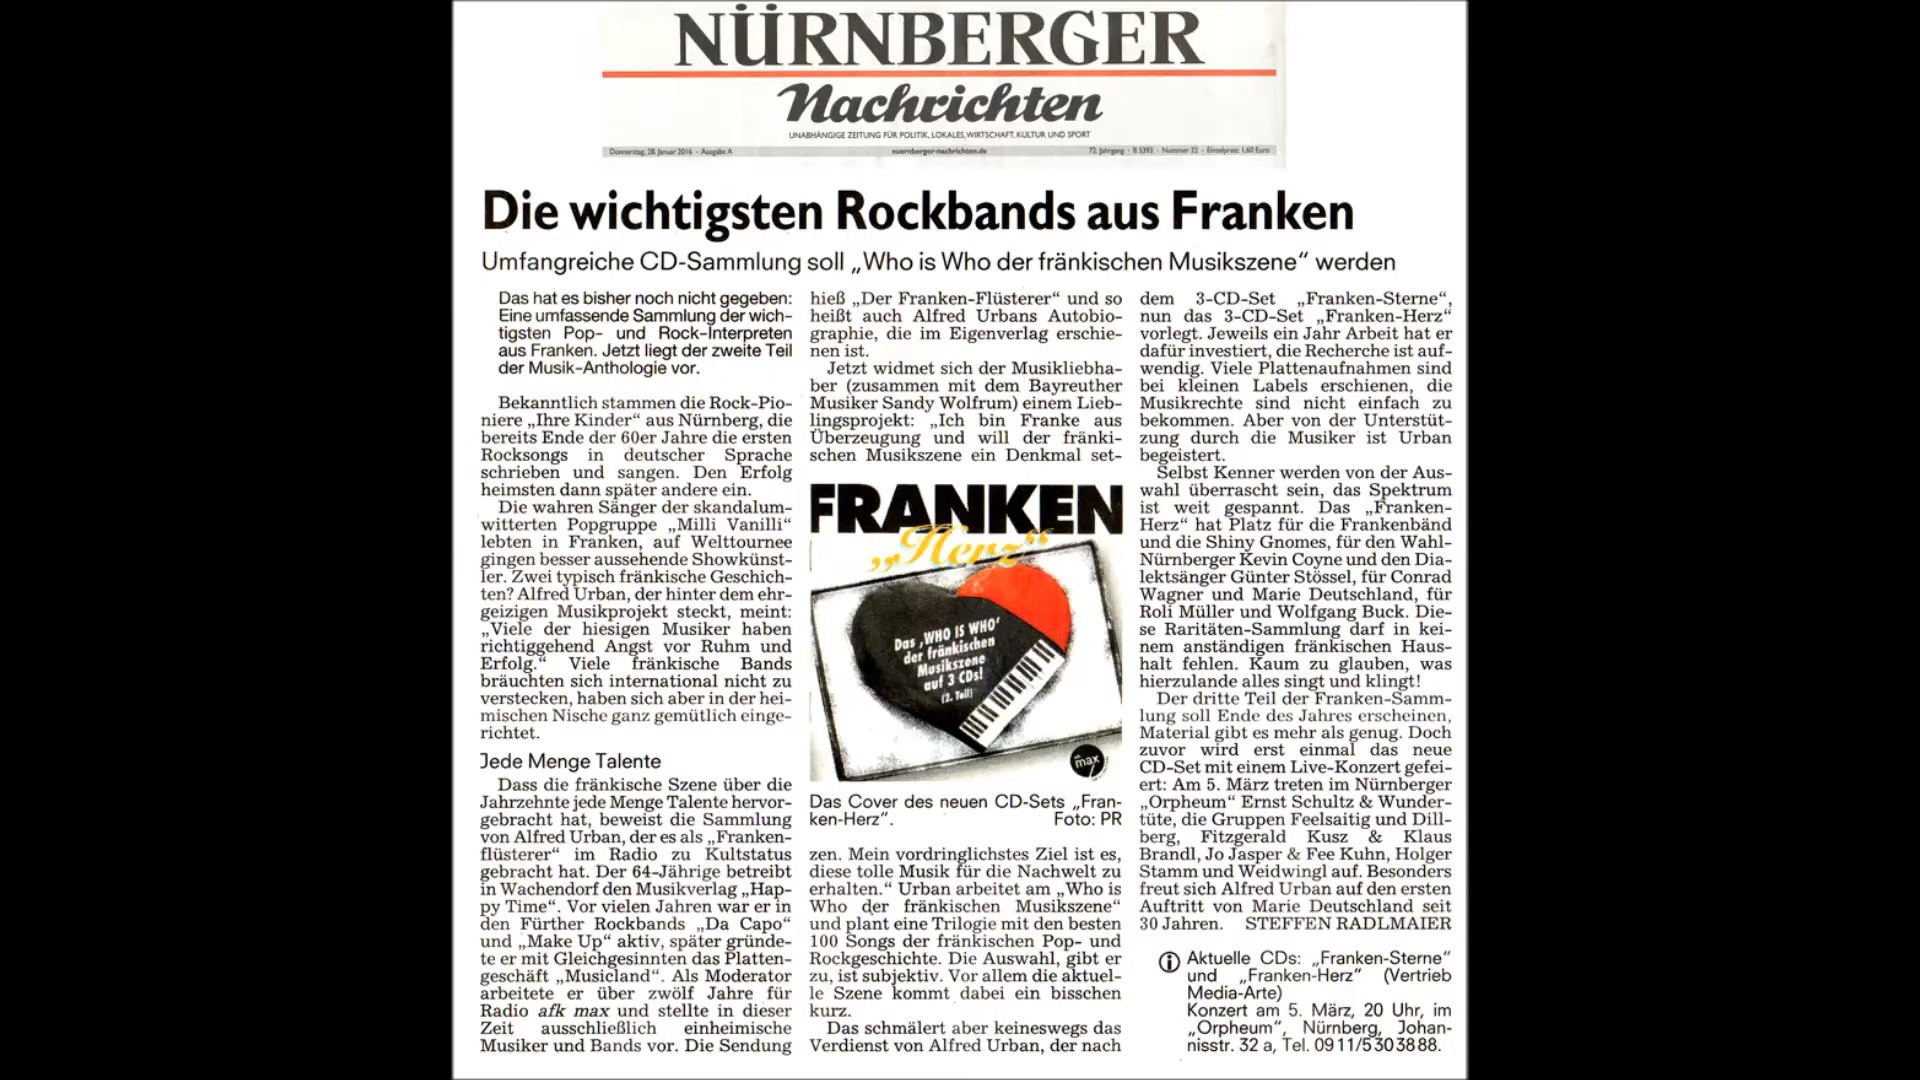 NÜRNBERGER
Nachrichten
UNABHÄNGIGE ZEITUNG FÜR POLITIK, LOKALES, WIRTSCHAFT, KULTUR UND SPORT
Donnerstag, 28. Januar 2016 - Ausgabe A
nuernberger-nachrichten.de
72. Jahrgang · B 5393 · Nummer 22 - Einzelpreis 1,60 Euro
Die wichtigsten Rockbands aus Franken
Umfangreiche CD-Sammlung soll „Who is Who der fränkischen Musikszene“ werden
Das hat es bisher noch nicht gegeben:
Eine umfassende Sammlung der wich-
tigsten Pop- und Rock-Interpreten
aus Franken. Jetzt liegt der zweite Teil
der Musik-Anthologie vor.
Bekanntlich stammen die Rock-Pio-
niere „Ihre Kinder“ aus Nürnberg, die
bereits Ende der 60er Jahre die ersten
Rocksongs in deutscher Sprache
schrieben und sangen. Den Erfolg
heimsten dann später andere ein.
Die wahren Sänger der skandalum-
witterten Popgruppe „Milli Vanilli“
lebten in Franken, auf Welttournee
gingen besser aussehende Showkünst-
ler. Zwei typisch fränkische Geschich-
ten? Alfred Urban, der hinter dem ehr-
geizigen Musikprojekt steckt, meint:
„Viele der hiesigen Musiker haben
richtiggehend Angst vor Ruhm und
Erfolg.“ Viele fränkische Bands
bräuchten sich international nicht zu
verstecken, haben sich aber in der hei-
mischen Nische ganz gemütlich einge-
richtet.
Jede Menge Talente
Dass die fränkische Szene über die
Jahrzehnte jede Menge Talente hervor-
gebracht hat, beweist die Sammlung
von Alfred Urban, der es als „Franken-
flüsterer“ im Radio zu Kultstatus
gebracht hat. Der 64-Jährige betreibt
in Wachendorf den Musikverlag „Hap-
py Time“. Vor vielen Jahren war er in
den Fürther Rockbands „Da Capo“
und „Make Up“ aktiv, später gründe-
te er mit Gleichgesinnten das Platten-
geschäft „Musicland“. Als Moderator
arbeitete er über zwölf Jahre für
Radio afk max und stellte in dieser
Zeit ausschließlich einheimische
Musiker und Bands vor. Die Sendung
hieß „Der Franken-Flüsterer“ und so
heißt auch Alfred Urbans Autobio-
graphie, die im Eigenverlag erschie-
nen ist.
Jetzt widmet sich der Musikliebha-
ber (zusammen mit dem Bayreuther
Musiker Sandy Wolfrum) einem Lieb-
lingsprojekt: „Ich bin Franke aus
Überzeugung und will der fränki-
schen Musikszene ein Denkmal set-
FRANKEN
„Herz“
Das ‚WHO IS WHO‘
der fränkischen
Musikszene
auf 3 CDs!
(2. Teil)
max
Das Cover des neuen CD-Sets „Fran-
ken-Herz“. Foto: PR
zen. Mein vordringlichstes Ziel ist es,
diese tolle Musik für die Nachwelt zu
erhalten.“ Urban arbeitet am „Who is
Who der fränkischen Musikszene“
und plant eine Trilogie mit den besten
100 Songs der fränkischen Pop- und
Rockgeschichte. Die Auswahl, gibt er
zu, ist subjektiv. Vor allem die aktuel-
le Szene kommt dabei ein bisschen
kurz.
Das schmälert aber keineswegs das
Verdienst von Alfred Urban, der nach
dem 3-CD-Set „Franken-Sterne“,
nun das 3-CD-Set „Franken-Herz“
vorlegt. Jeweils ein Jahr Arbeit hat er
dafür investiert, die Recherche ist auf-
wendig. Viele Plattenaufnahmen sind
bei kleinen Labels erschienen, die
Musikrechte sind nicht einfach zu
bekommen. Aber von der Unterstüt-
zung durch die Musiker ist Urban
begeistert.
Selbst Kenner werden von der Aus-
wahl überrascht sein, das Spektrum
ist weit gespannt. Das „Franken-
Herz“ hat Platz für die Frankenbänd
und die Shiny Gnomes, für den Wahl-
Nürnberger Kevin Coyne und den Dia-
lektsänger Günter Stössel, für Conrad
Wagner und Marie Deutschland, für
Roli Müller und Wolfgang Buck. Die-
se Raritäten-Sammlung darf in kei-
nem anständigen fränkischen Haus-
halt fehlen. Kaum zu glauben, was
hierzulande alles singt und klingt!
Der dritte Teil der Franken-Samm-
lung soll Ende des Jahres erscheinen,
Material gibt es mehr als genug. Doch
zuvor wird erst einmal das neue
CD-Set mit einem Live-Konzert gefei-
ert: Am 5. März treten im Nürnberger
„Orpheum“ Ernst Schultz & Wunder-
tüte, die Gruppen Feelsaitig und Dill-
berg, Fitzgerald Kusz & Klaus
Brandl, Jo Jasper & Fee Kuhn, Holger
Stamm und Weidwingl auf. Besonders
freut sich Alfred Urban auf den ersten
Auftritt von Marie Deutschland seit
30 Jahren. STEFFEN RADLMAIER
Aktuelle CDs: „Franken-Sterne“
und „Franken-Herz“ (Vertrieb
Media-Arte)
Konzert am 5. März, 20 Uhr, im
„Orpheum“, Nürnberg, Johan-
nisstr. 32 a, Tel. 09 11/5 30 38 88.